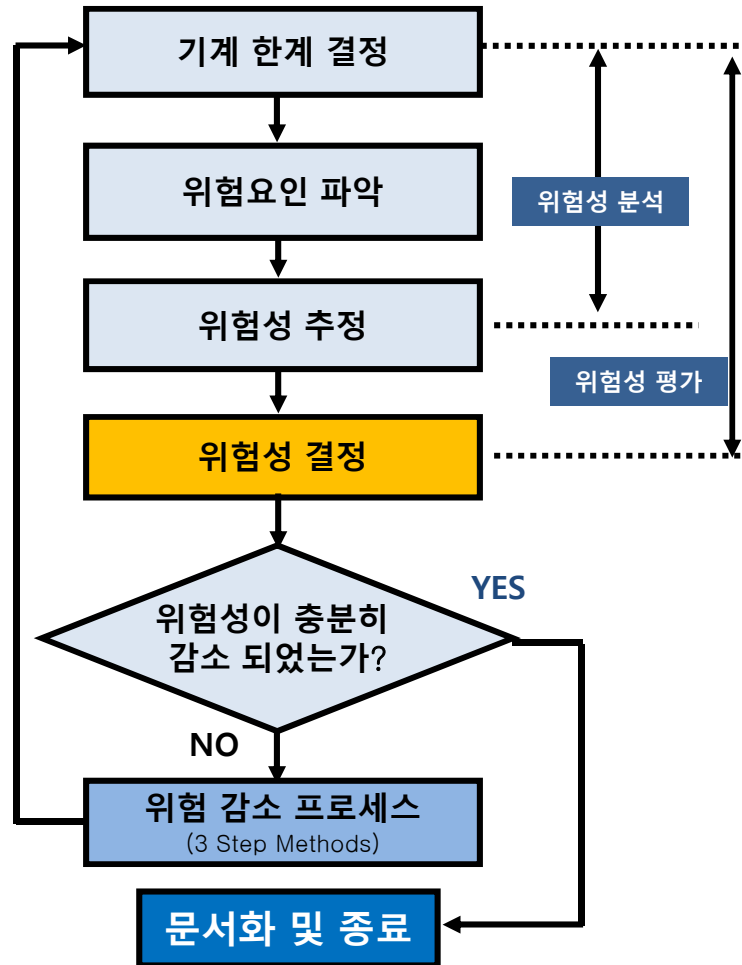 기계 한계 결정
위험요인 파악
위험성 분석
위험성 추정
위험성 평가
위험성 결정
YES
위험성이 충분히
감소 되었는가?
NO
위험 감소 프로세스
(3 Step Methods)
문서화 및 종료